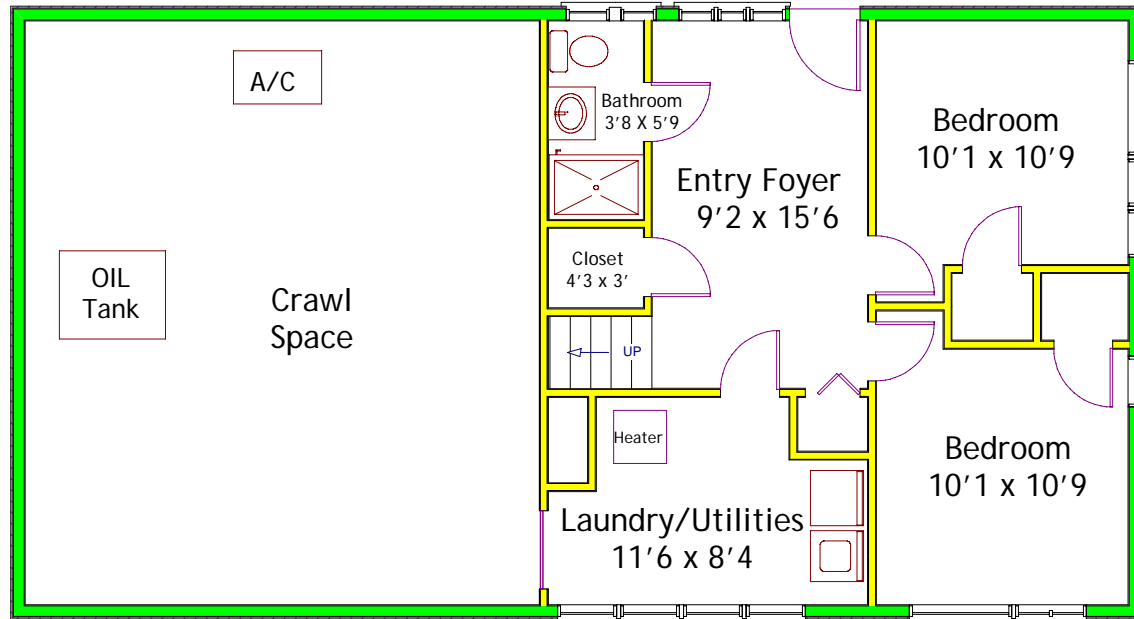 A/C
Bathroom
3'8 X 5'9
Bedroom
10'1 x 10'9
Entry Foyer
9'2 x 15'6
Closet
4'3 x 3'
OIL
Tank
Crawl
Space
UP
Heater
Bedroom
10'1 x 10'9
Laundry/Utilities
11'6 x 8'4